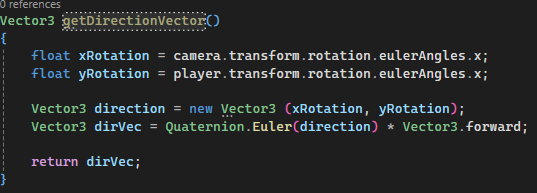 0 references
Vector3 getDirectionVector()
{
float xRotation = camera.transform.rotation.eulerAngles.x;
float yRotation = player.transform.rotation.eulerAngles.x;
Vector3 direction = new Vector3 (xRotation, yRotation);
Vector3 dirVec = Quaternion.Euler(direction) * Vector3.forward;
return dirVec;
}